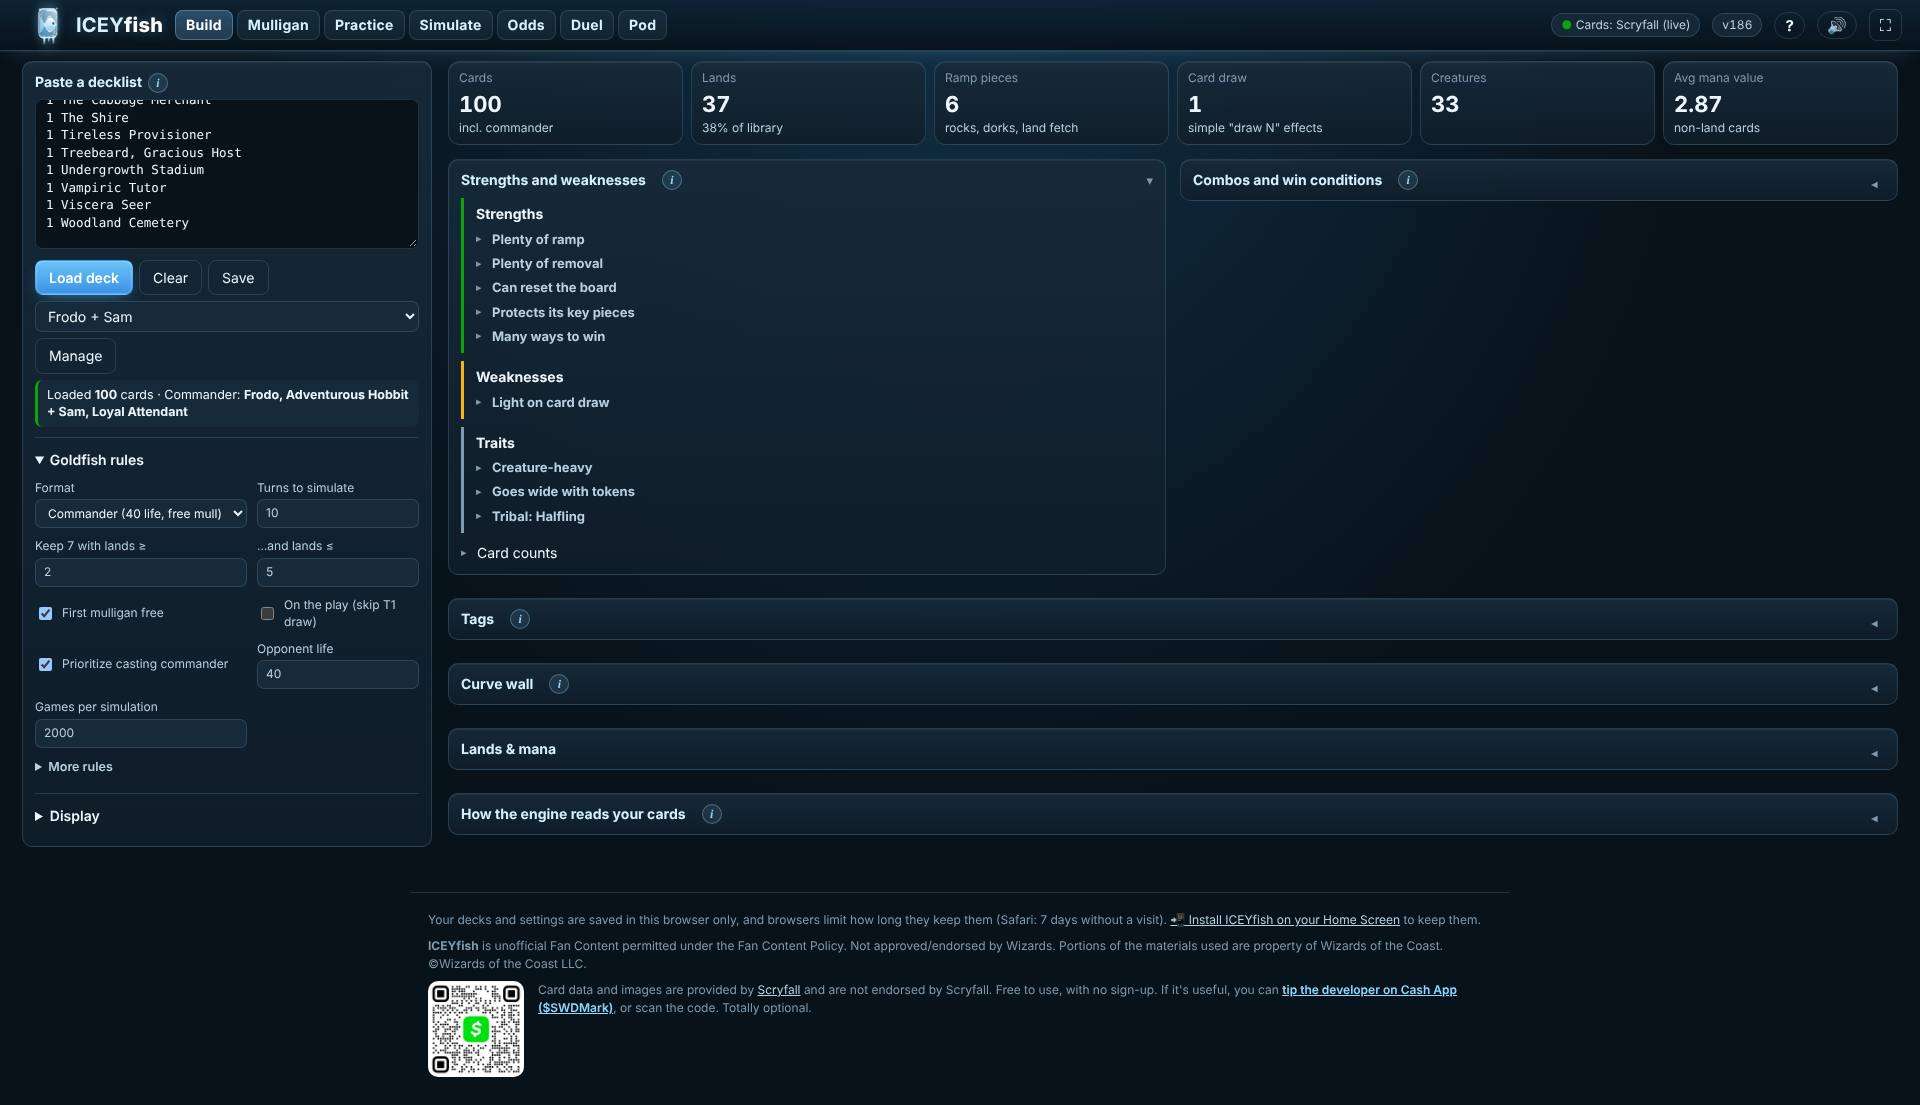 ICEYfish
Build
Mulligan
Practice
Simulate
Odds
Duel
Pod
Cards: Scryfall (live)
v186
?
Paste a decklist i
1 The Cabbage Merchant
1 The Shire
1 Tireless Provisioner
1 Treebeard, Gracious Host
1 Undergrowth Stadium
1 Vampiric Tutor
1 Viscera Seer
1 Woodland Cemetery
Load deck
Clear
Save
Frodo + Sam
Manage
Loaded 100 cards · Commander: Frodo, Adventurous Hobbit
+ Sam, Loyal Attendant
Goldfish rules
Format
Turns to simulate
Commander (40 life, free mull)
10
Keep 7 with lands ≥
...and lands ≤
2
5
First mulligan free
On the play (skip T1
draw)
Prioritize casting commander
Opponent life
40
Games per simulation
2000
More rules
Display
Cards
100
incl. commander
Lands
37
38% of library
Ramp pieces
6
rocks, dorks, land fetch
Card draw
1
simple "draw N" effects
Creatures
33
Avg mana value
2.87
non-land cards
Strengths and weaknesses i
Strengths
Plenty of ramp
Plenty of removal
Can reset the board
Protects its key pieces
Many ways to win
Weaknesses
Light on card draw
Traits
Creature-heavy
Goes wide with tokens
Tribal: Halfling
Card counts
Combos and win conditions i
Tags i
Curve wall i
Lands & mana
How the engine reads your cards i
Your decks and settings are saved in this browser only, and browsers limit how long they keep them (Safari: 7 days without a visit). Install ICEYfish on your Home Screen to keep them.
ICEYfish is unofficial Fan Content permitted under the Fan Content Policy. Not approved/endorsed by Wizards. Portions of the materials used are property of Wizards of the Coast.
©Wizards of the Coast LLC.
Card data and images are provided by Scryfall and are not endorsed by Scryfall. Free to use, with no sign-up. If it's useful, you can tip the developer on Cash App
($SWDMark), or scan the code. Totally optional.
$